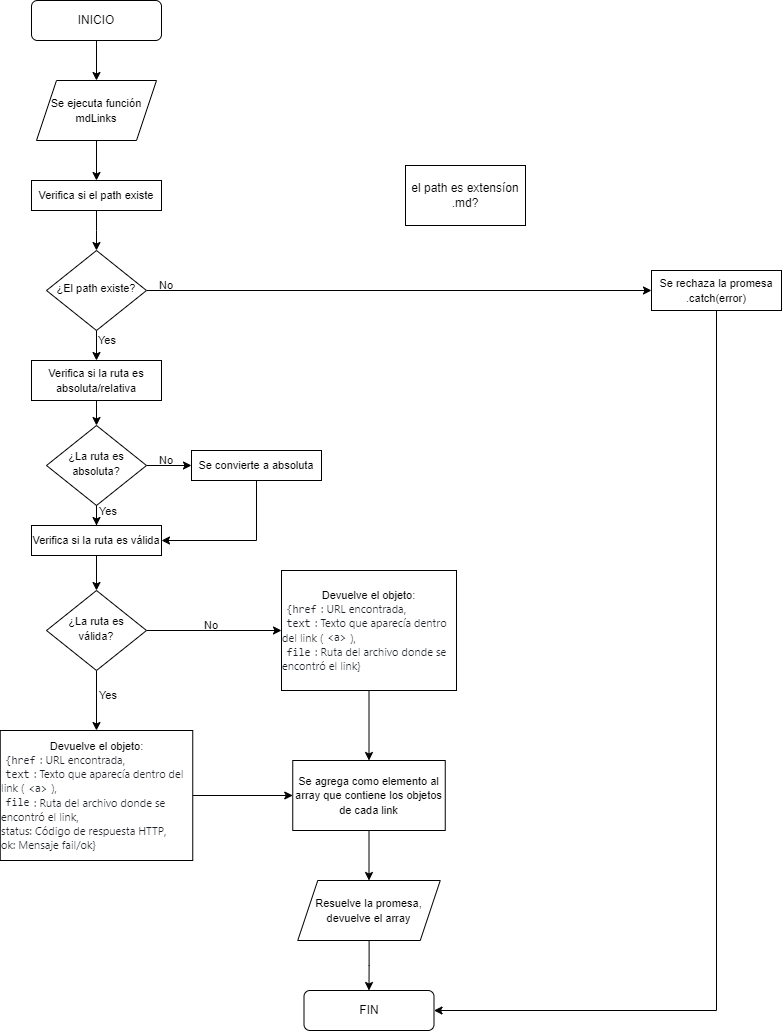 INICIO
Se ejecuta función
mdLinks
Verifica si el path existe
el path es extensíon
.md?
¿El path existe?
No
Se rechaza la promesa
.catch(error)
Yes
Verifica si la ruta es
absoluta/relativa
¿La ruta es
absoluta?
No
Se convierte a absoluta
Yes
Verifica si la ruta es válida
¿La ruta es
válida?
No
Devuelve el objeto:
{href : URL encontrada,
text : Texto que aparecía dentro
del link ( <a> ),
file : Ruta del archivo donde se
encontró el link}
Yes
Devuelve el objeto:
{href : URL encontrada,
text : Texto que aparecía dentro del
link ( <a> ),
file : Ruta del archivo donde se
encontró el link,
status: Código de respuesta HTTP,
ok: Mensaje fail/ok}
Se agrega como elemento al
array que contiene los objetos
de cada link
Resuelve la promesa,
devuelve el array
FIN